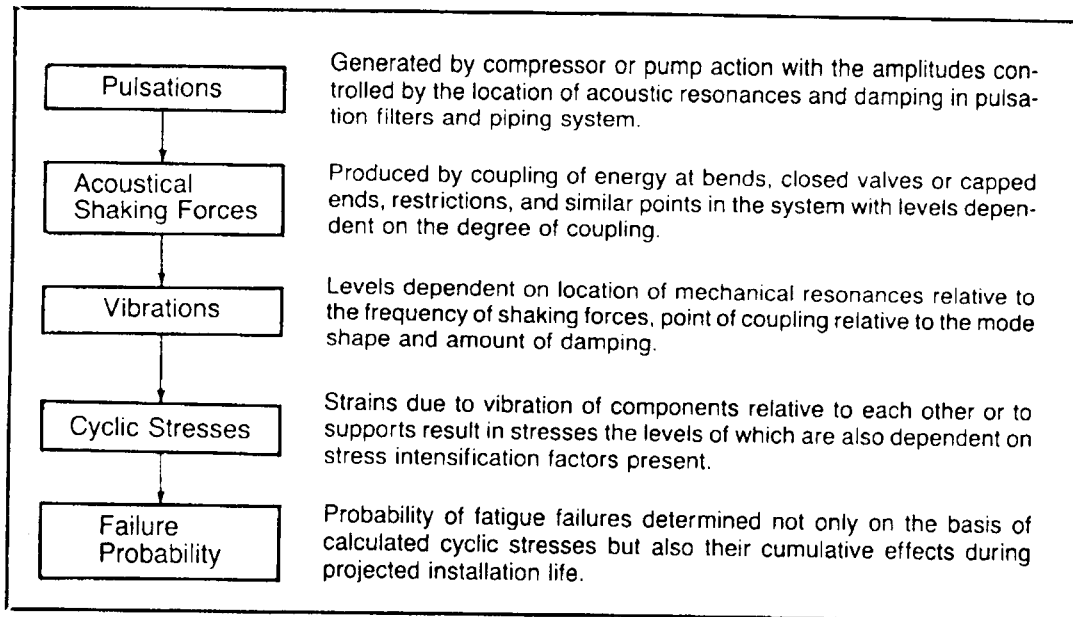 Pulsations
Generated by compressor or pump action with the amplitudes con-
trolled by the location of acoustic resonances and damping in pulsa-
tion filters and piping system.
Acoustical
Shaking Forces
Produced by coupling of energy at bends, closed valves or capped
ends, restrictions, and similar points in the system with levels depen-
dent on the degree of coupling.
Vibrations
Levels dependent on location of mechanical resonances relative to
the frequency of shaking forces, point of coupling relative to the mode
shape and amount of damping.
Cyclic Stresses
Strains due to vibration of components relative to each other or to
supports result in stresses the levels of which are also dependent on
stress intensification factors present.
Failure
Probability
Probability of fatigue failures determined not only on the basis of
calculated cyclic stresses but also their cumulative effects during
projected installation life.